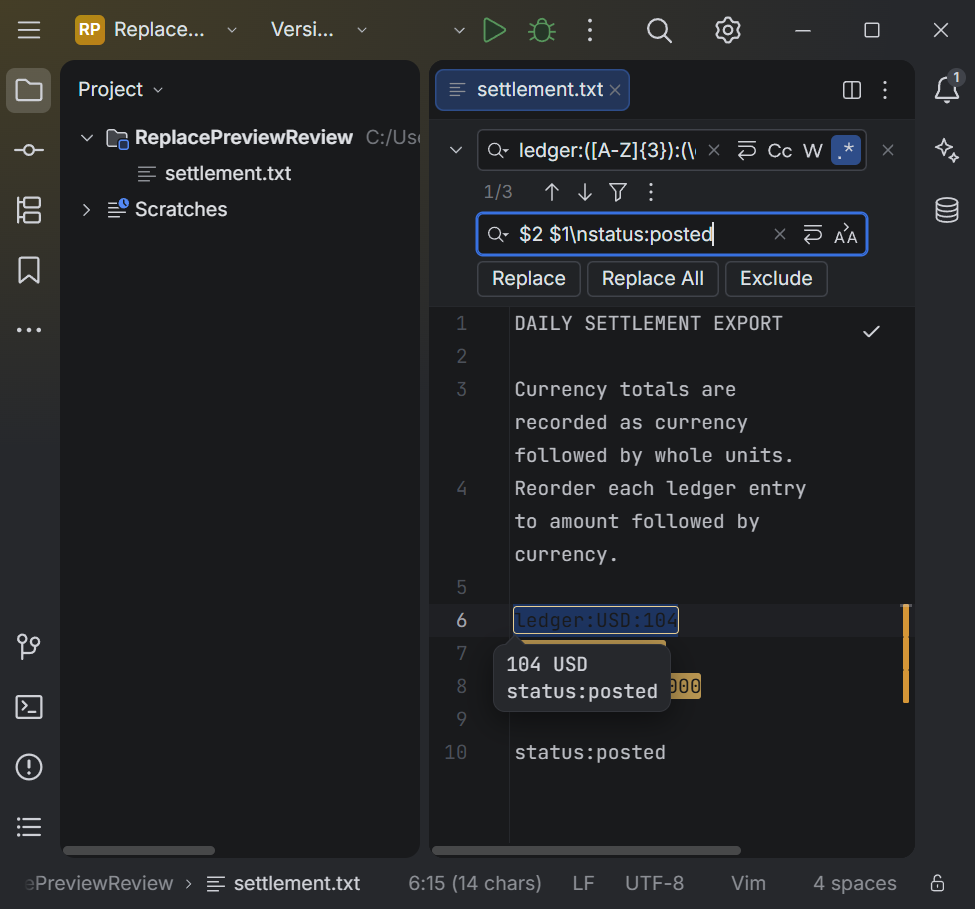 RP Replace... Versi...
Project
settlement.txt
1
ReplacePreviewReview C:/Use
settlement.txt
Scratches
ledger:([A-Z]{3}):(\ Cc W .*
1/3
$2 $1\nstatus:posted
Replace Replace All Exclude
1 DAILY SETTLEMENT EXPORT
2
3 Currency totals are
recorded as currency
followed by whole units.
4 Reorder each ledger entry
to amount followed by
currency.
5
6 ledger:USD:104
7
104 USD
8 000
status:posted
9
10 status:posted
ePreviewReview > settlement.txt 6:15 (14 chars) LF UTF-8 Vim 4 spaces